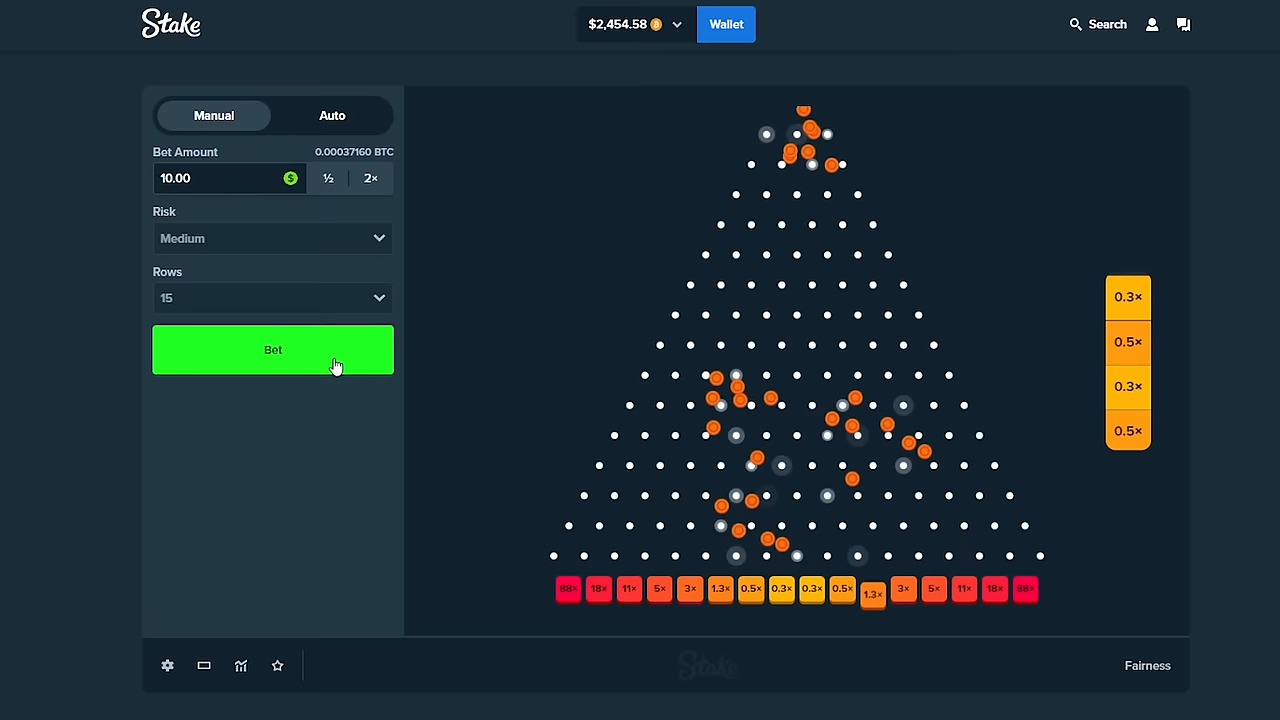 Stake
$2,454.58
Wallet
Search
Manual
Auto
Bet Amount
0.00037160 BTC
10.00
$
½
2×
Risk
Medium
Rows
15
Bet
0.3×
0.5×
0.3×
0.5×
88× 18× 11× 5× 3× 1.3× 0.5× 0.3× 0.3× 0.5× 1.3× 3× 5× 11× 18× 88×
Stake
Fairness